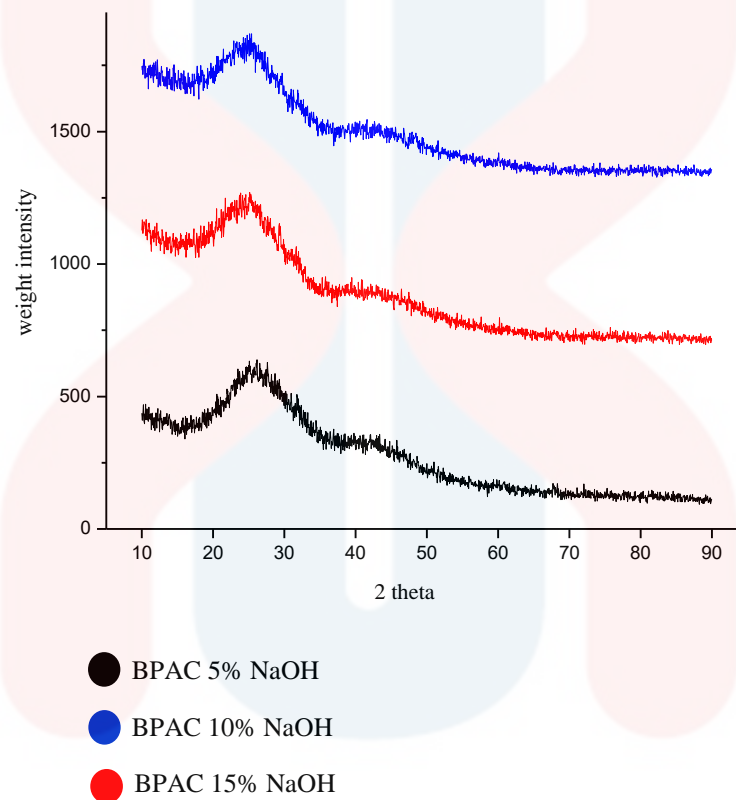 1500
1000
500
0
weight intensity
10 20 30 40 50 60 70 80 90
2 theta
BPAC 5% NaOH
BPAC 10% NaOH
BPAC 15% NaOH